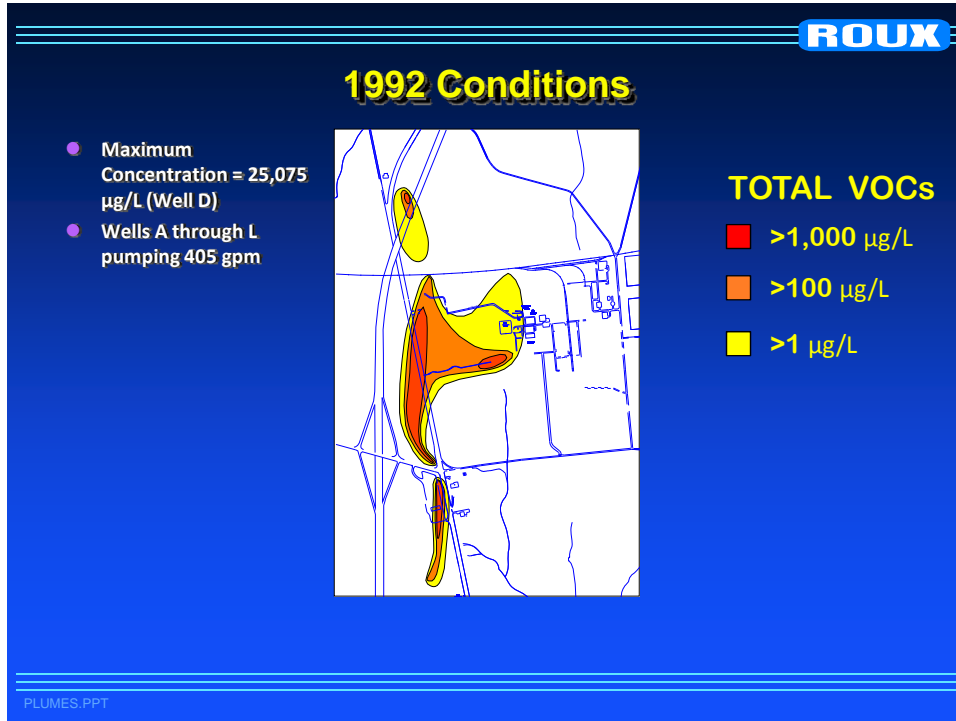 ROUX
1992 Conditions
Maximum
Concentration = 25,075
µg/L (Well D)
Wells A through L
pumping 405 gpm
TOTAL VOCs
>1,000 µg/L
>100 µg/L
>1 µg/L
PLUMES.PPT